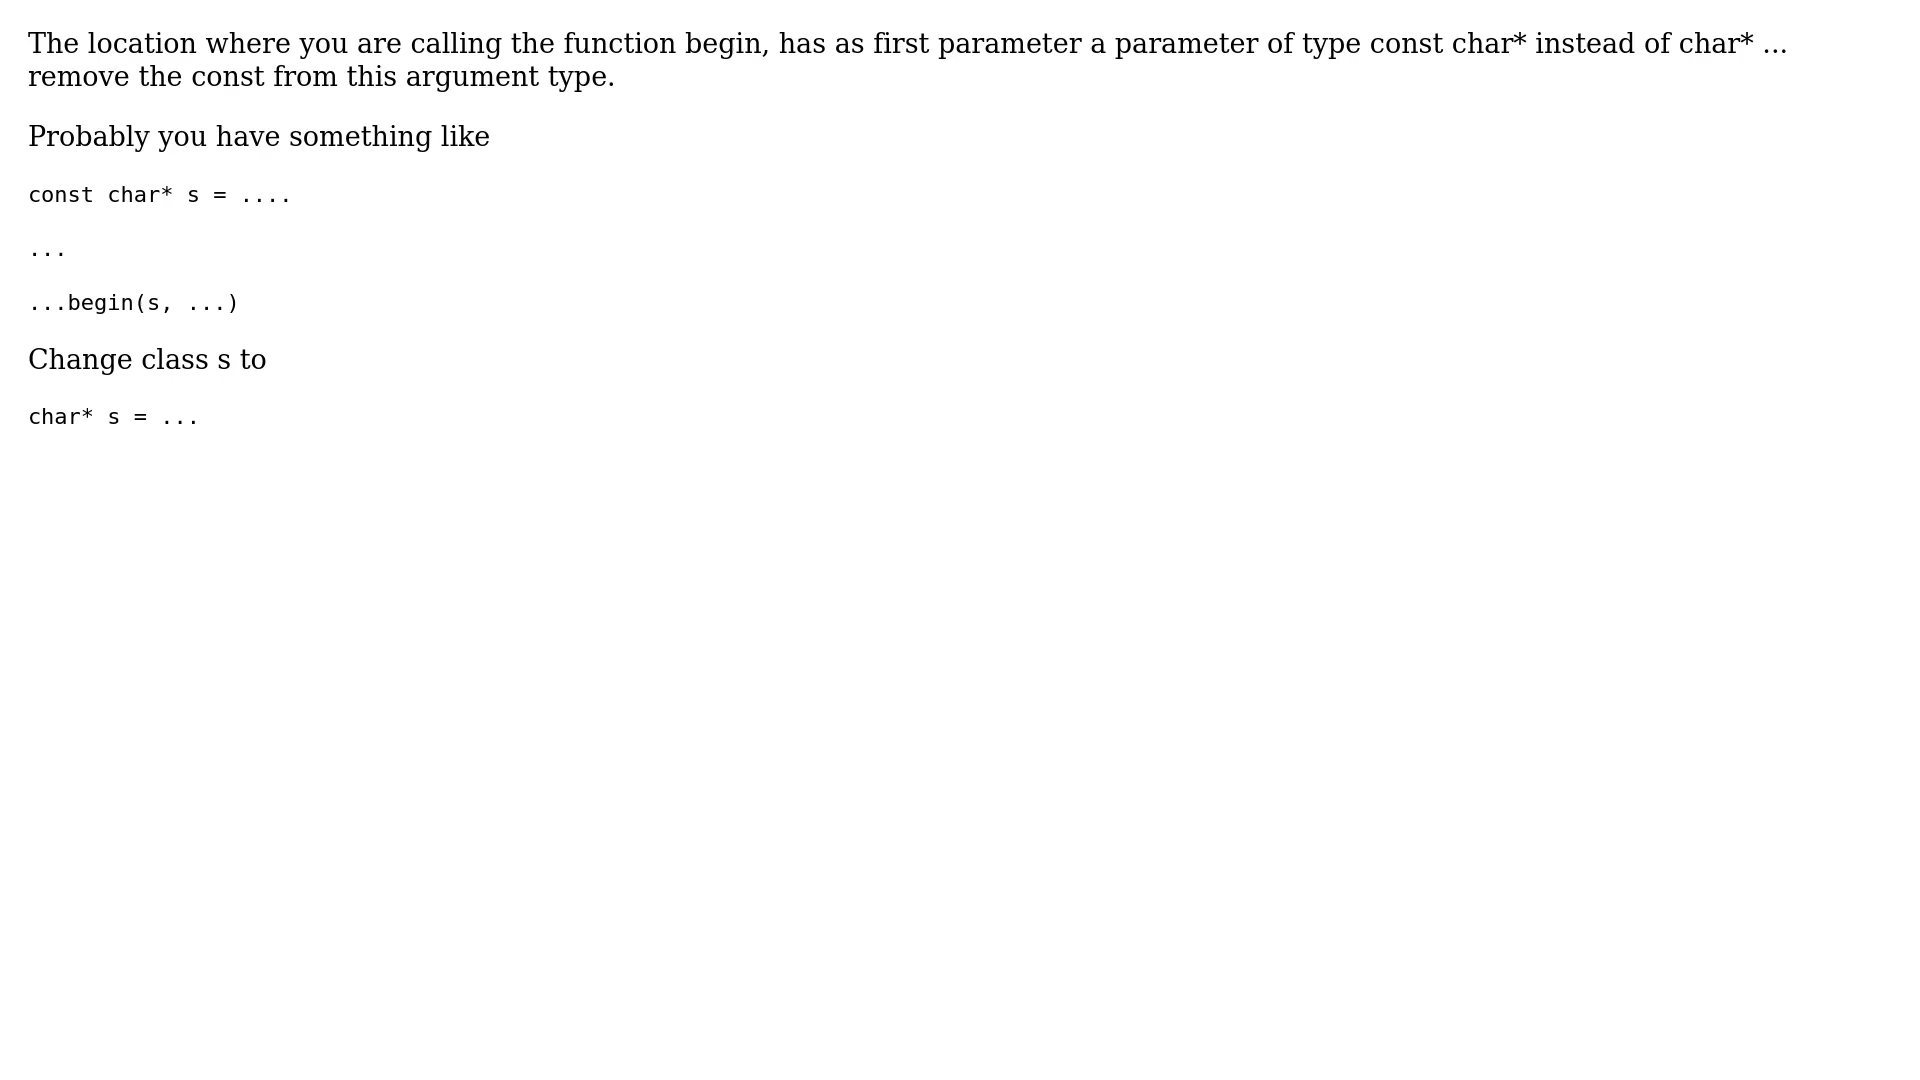 The location where you are calling the function begin, has as first parameter a parameter of type const char* instead of char* ...
remove the const from this argument type.
Probably you have something like
const char* s = ....
...
...begin(s, ...)
Change class s to
char* s = ...